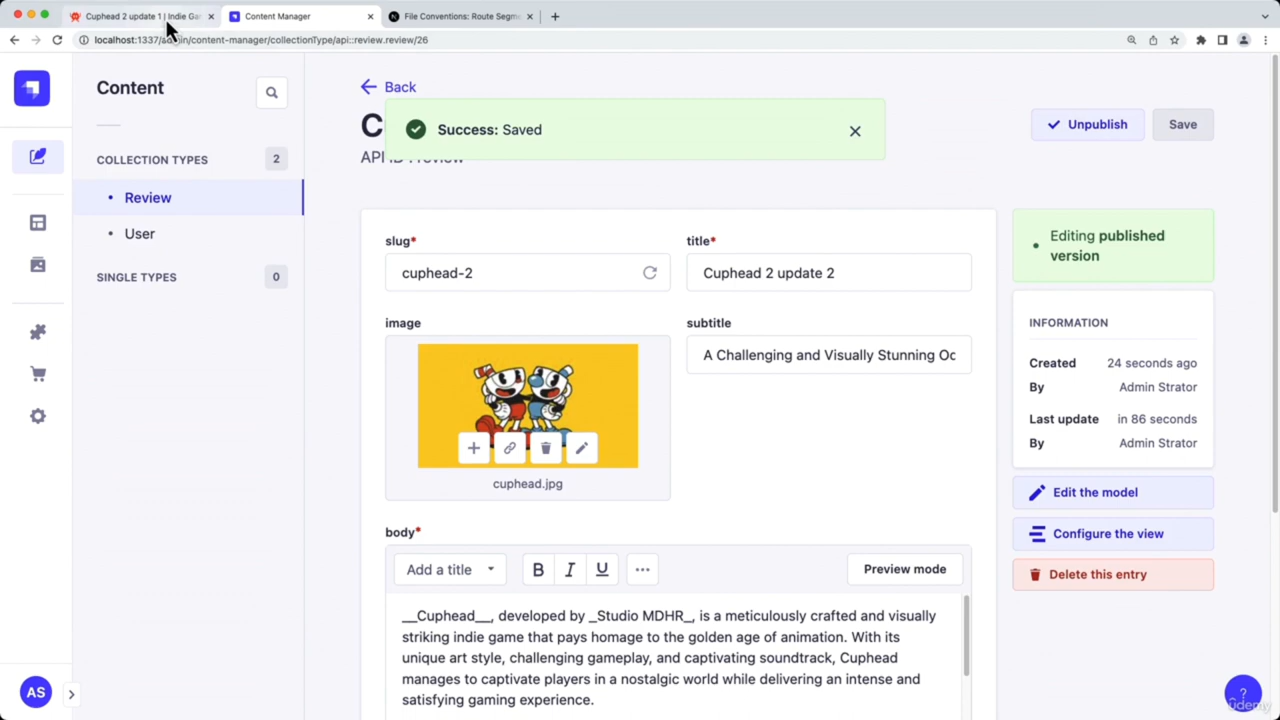 Cuphead 2 update 1 | Indie Gar
Content Manager
File Conventions: Route Segme
localhost:1337/admin/content-manager/collectionType/api::review.review/26
Content
Back
C
Success: Saved
API ID : review
Unpublish
Save
COLLECTION TYPES
2
Review
User
SINGLE TYPES
0
slug*
title*
cuphead-2
Cuphead 2 update 2
image
subtitle
A Challenging and Visually Stunning Oc
cuphead.jpg
Editing published
version
INFORMATION
Created
24 seconds ago
By
Admin Strator
Last update
in 86 seconds
By
Admin Strator
Edit the model
Configure the view
Delete this entry
body*
Add a title
B
I
U
Preview mode
__Cuphead__, developed by _Studio MDHR_, is a meticulously crafted and visually
striking indie game that pays homage to the golden age of animation. With its
unique art style, challenging gameplay, and captivating soundtrack, Cuphead
manages to captivate players in a nostalgic world while delivering an intense and
satisfying gaming experience.
AS
?
ûdemy